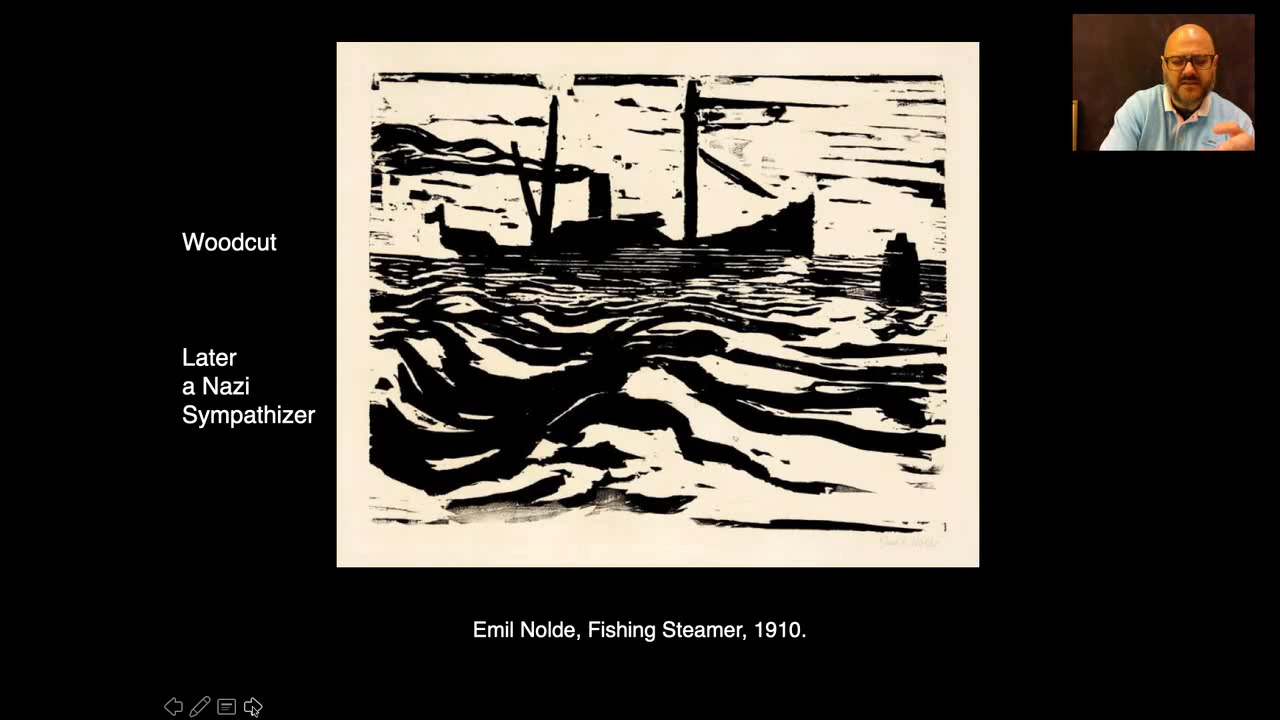 Woodcut
Later
a Nazi
Sympathizer
Emil Nolde, Fishing Steamer, 1910.